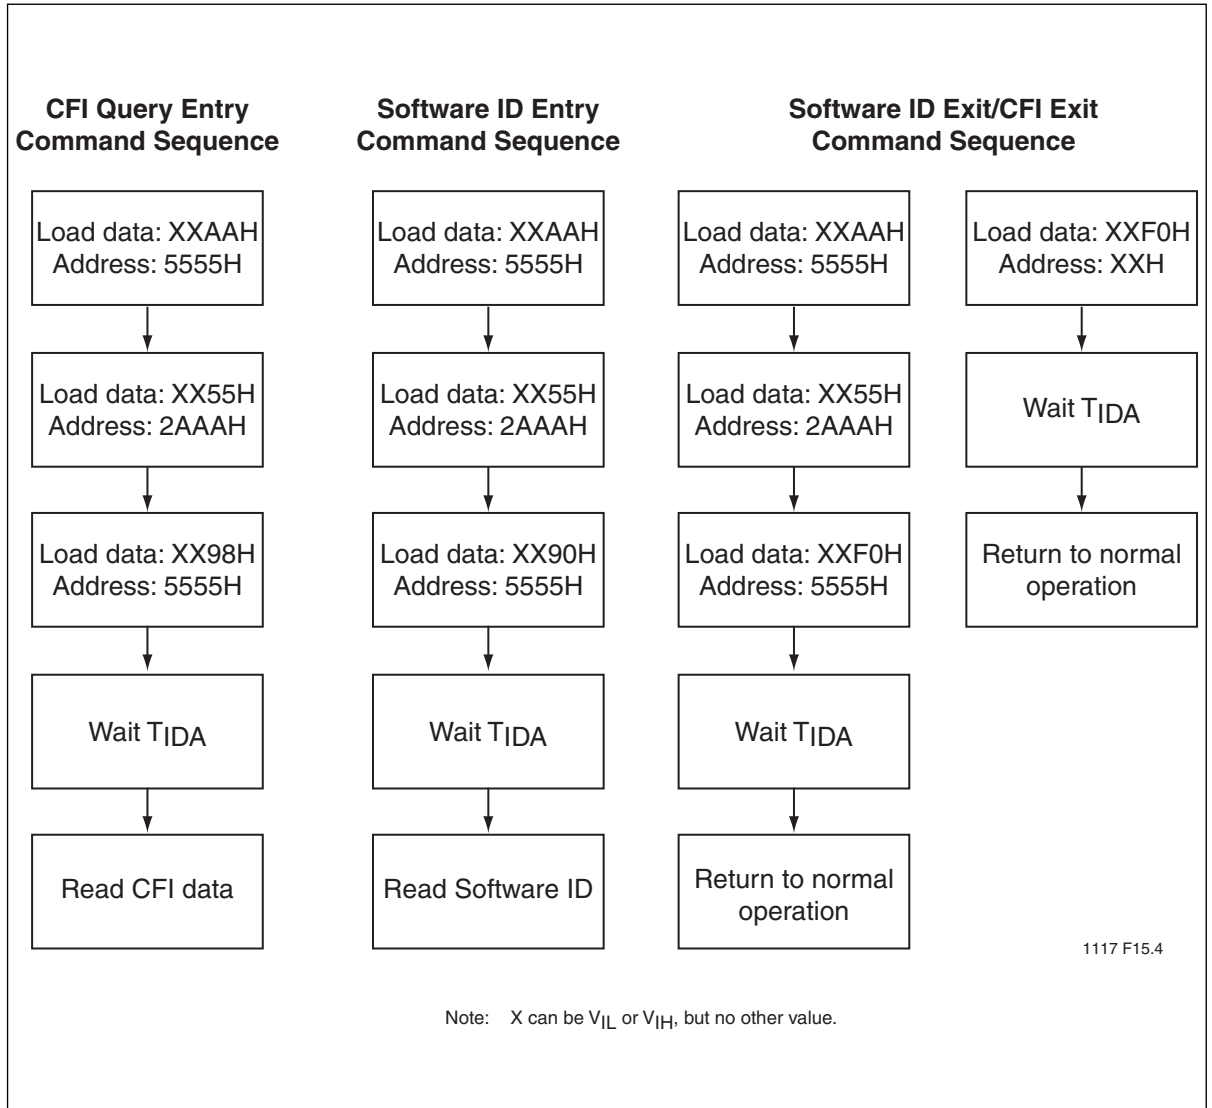 CFI Query Entry
Command Sequence
Software ID Entry
Command Sequence
Software ID Exit/CFI Exit
Command Sequence
Load data: XXAAH
Address: 5555H
Load data: XX55H
Address: 2AAAH
Load data: XX98H
Address: 5555H
Wait TIDA
Read CFI data
Load data: XXAAH
Address: 5555H
Load data: XX55H
Address: 2AAAH
Load data: XX90H
Address: 5555H
Wait TIDA
Read Software ID
Load data: XXAAH
Address: 5555H
Load data: XX55H
Address: 2AAAH
Load data: XXF0H
Address: 5555H
Wait TIDA
Return to normal
operation
Load data: XXF0H
Address: XXH
Wait TIDA
Return to normal
operation
1117 F15.4
Note: X can be VIL or VIH, but no other value.